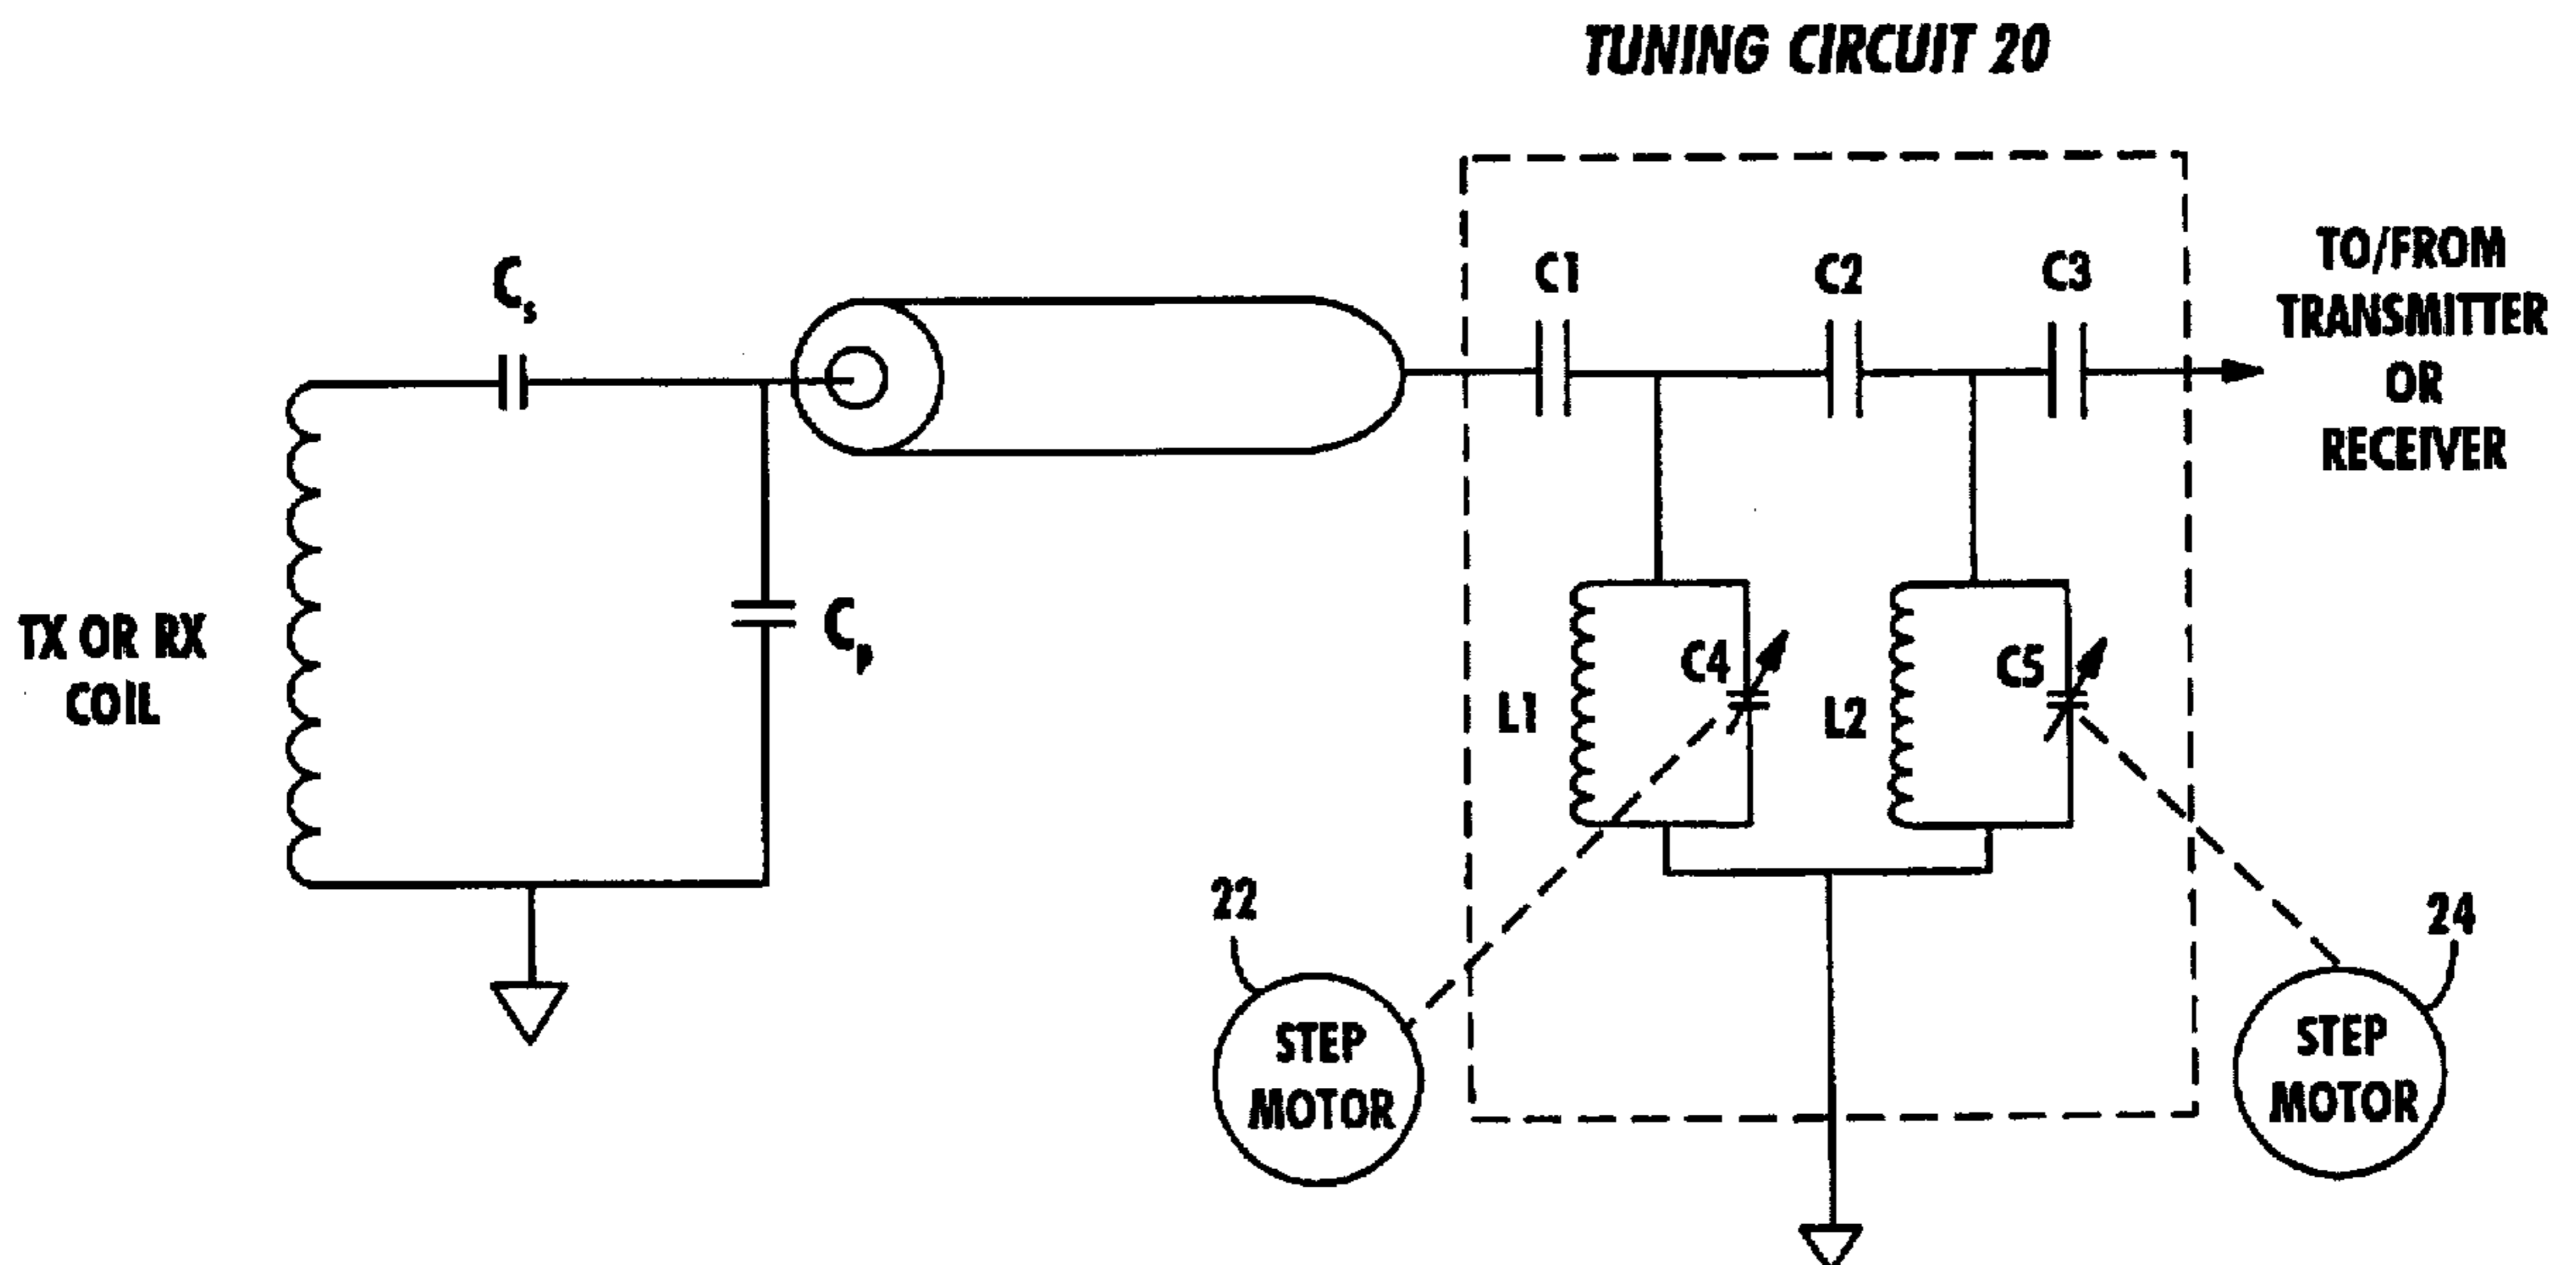 TUNING CIRCUIT 20
C1
C2
C3
TO/FROM
TRANSMITTER
OR
RECEIVER
Cs
Cp
TX OR RX
COIL
L1
C4
L2
C5
22
STEP
MOTOR
24
STEP
MOTOR